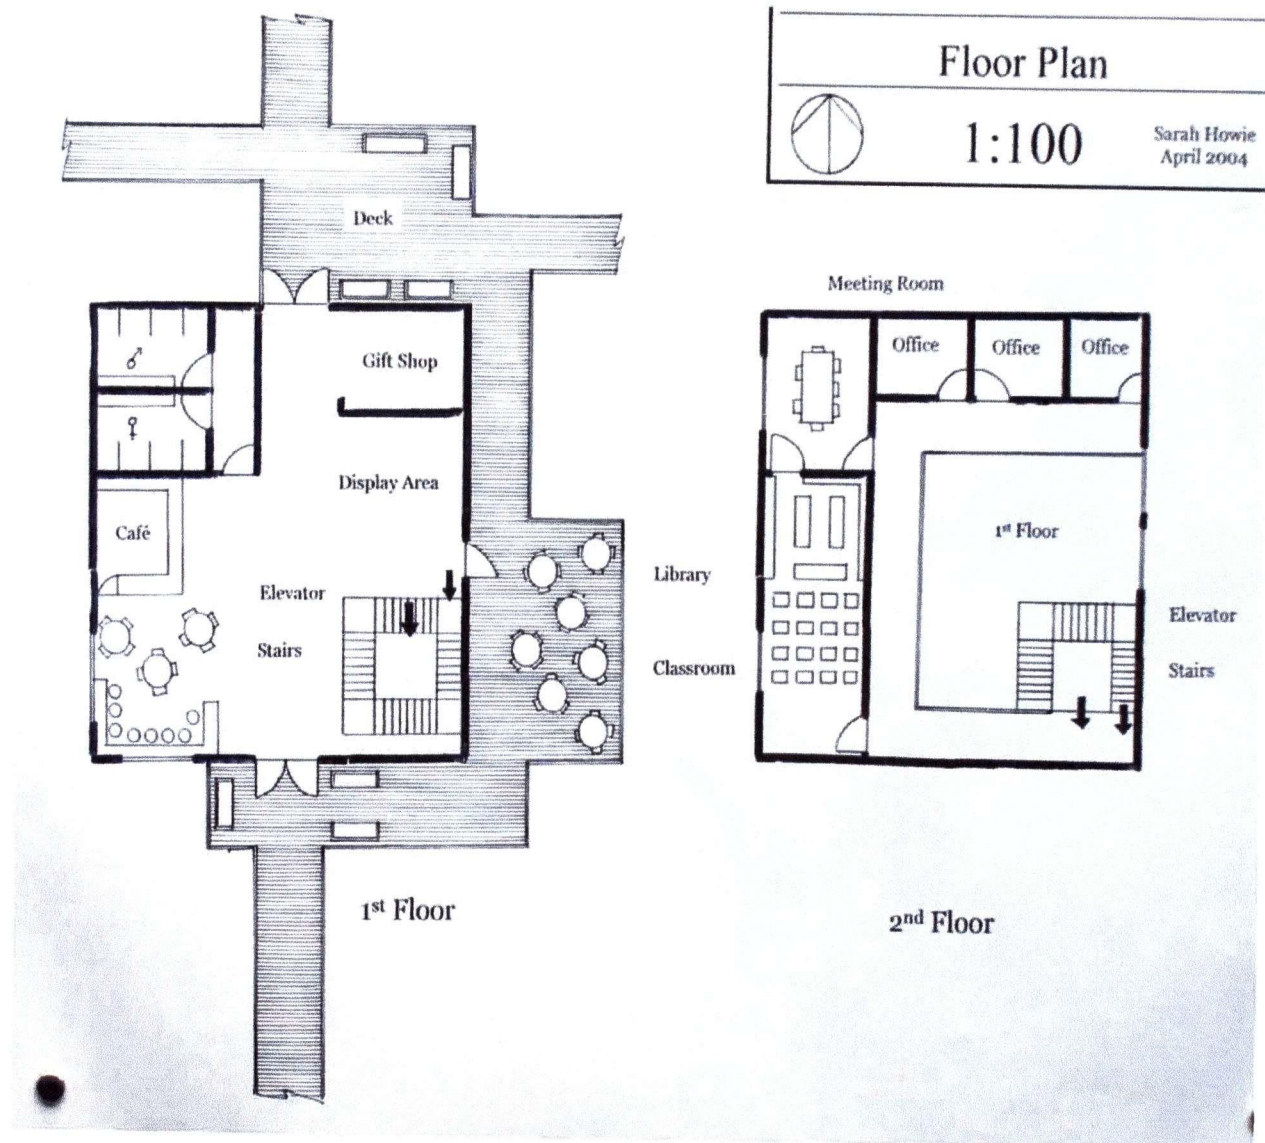 Floor Plan
1:100
Sarah Howie
April 2004
Deck
Gift Shop
Display Area
Café
Elevator
Stairs
1st Floor
Meeting Room
Office
Office
Office
1st Floor
Library
Classroom
Elevator
Stairs
2nd Floor